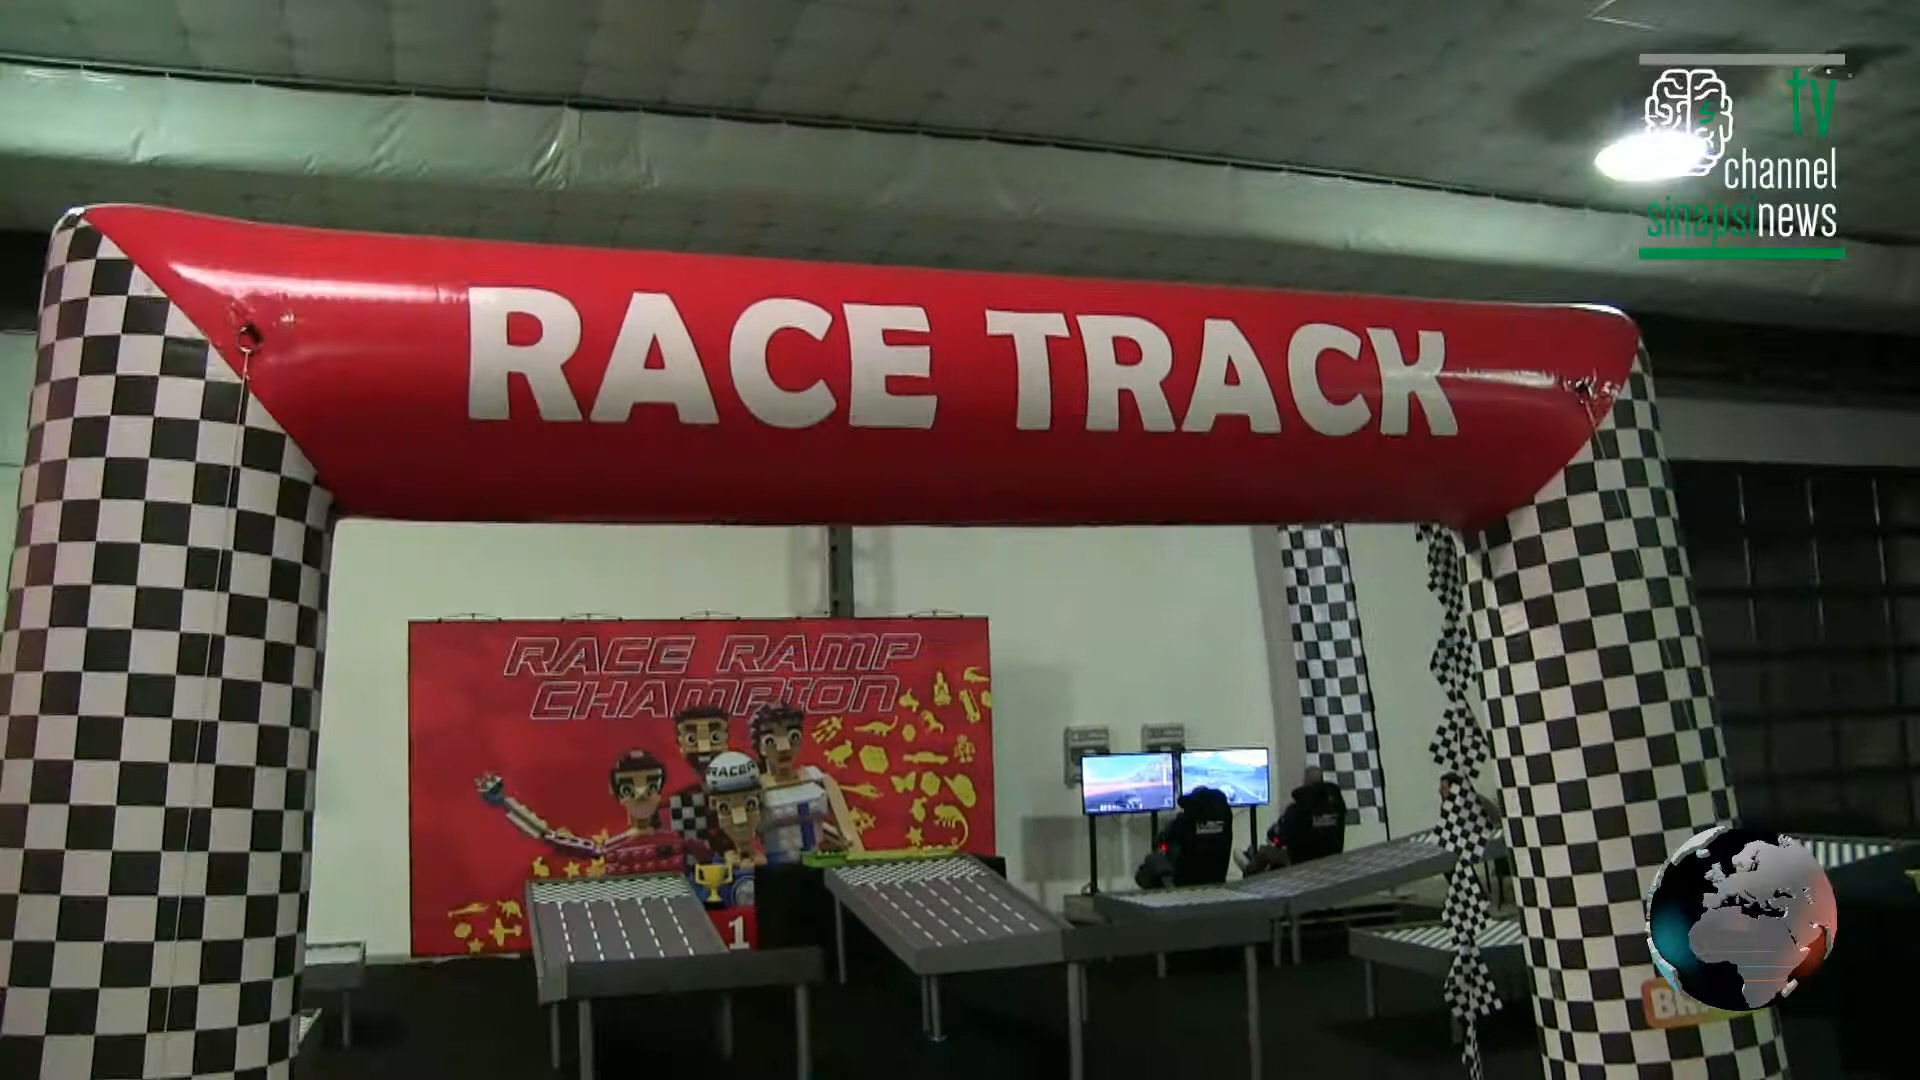 tv
channel
sinapsinews
RACE TRACK
RACE RAMP
CHAMPION
RACER
1